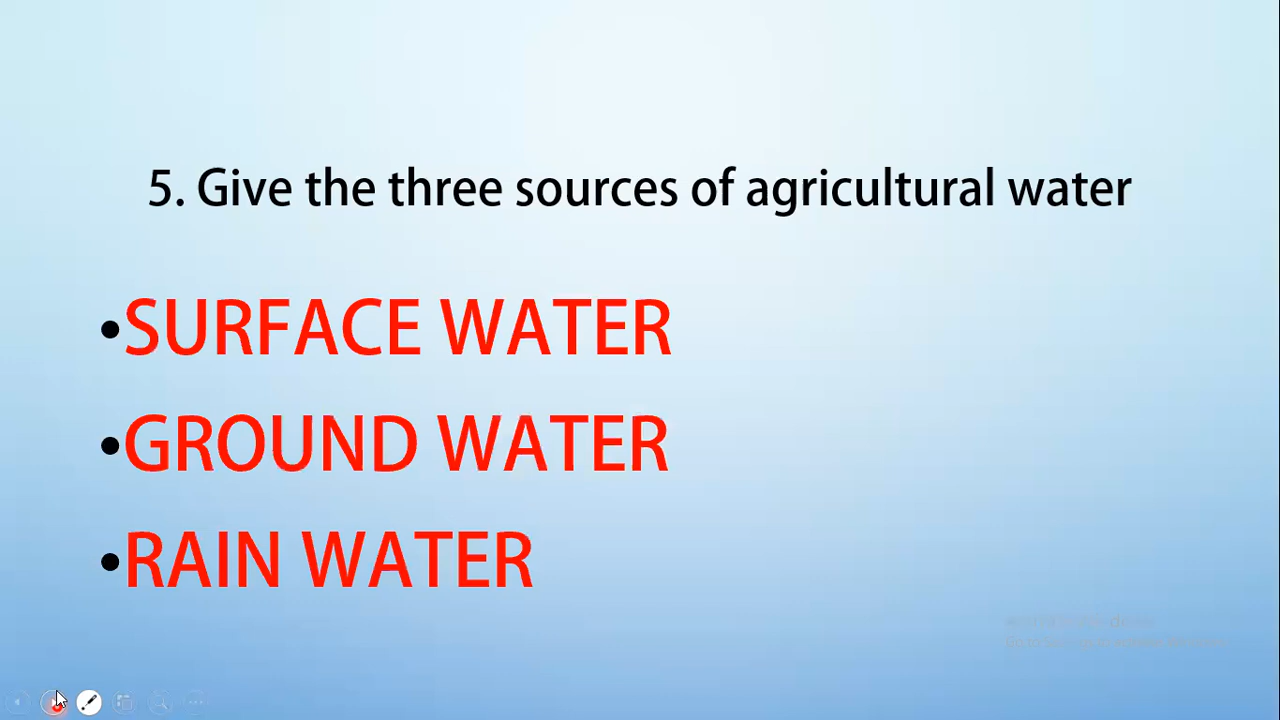 5. Give the three sources of agricultural water
•SURFACE WATER
•GROUND WATER
•RAIN WATER